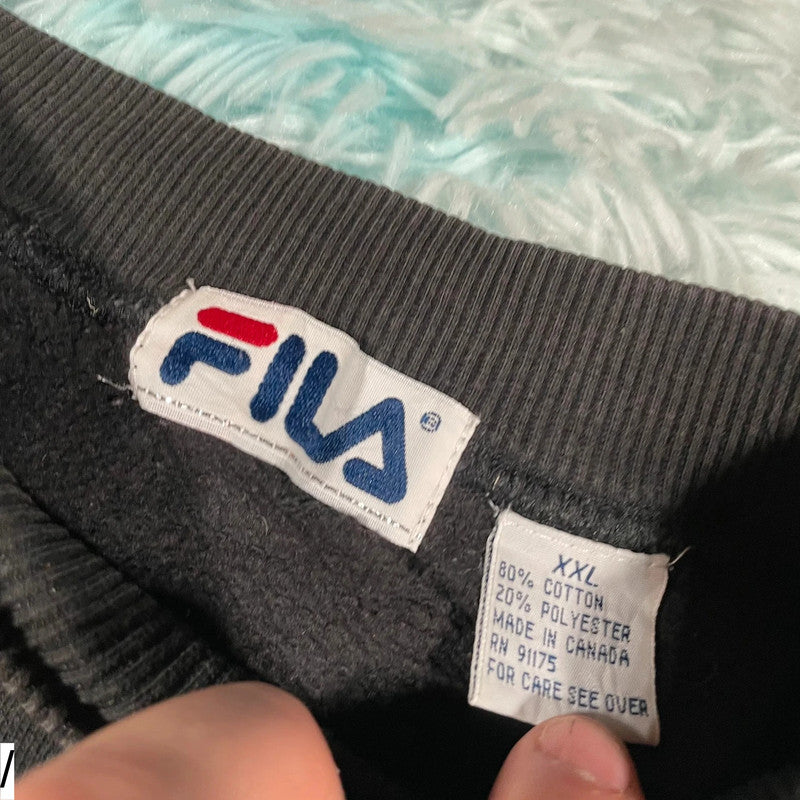 FILA®
XXL
80% COTTON
20% POLYESTER
MADE IN CANADA
RN 91175
FOR CARE SEE OVER
/